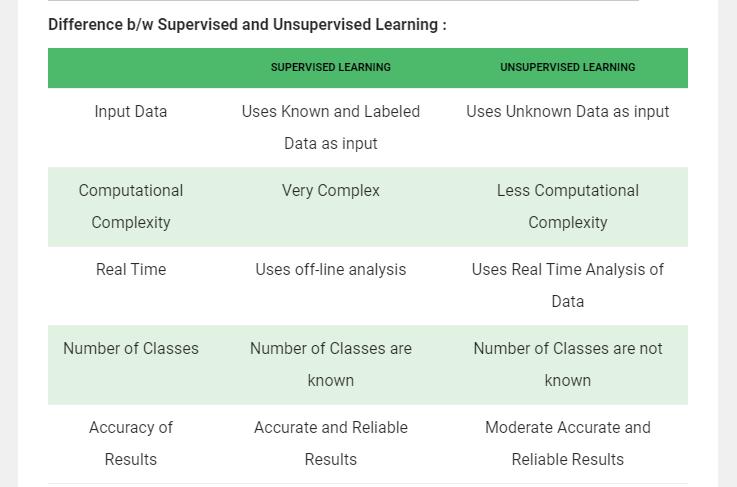 Difference b/w Supervised and Unsupervised Learning :
SUPERVISED LEARNING UNSUPERVISED LEARNING
Input Data Uses Known and Labeled Uses Unknown Data as input
Data as input
Computational Very Complex Less Computational
Complexity Complexity
Real Time Uses off-line analysis Uses Real Time Analysis of
Data
Number of Classes Number of Classes are Number of Classes are not
known known
Accuracy of Accurate and Reliable Moderate Accurate and
Results Results Reliable Results